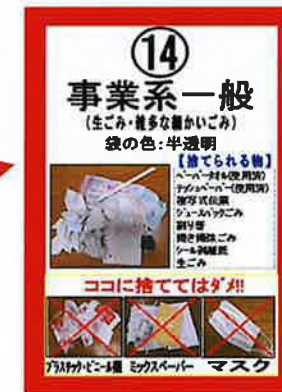 ⑭
事業系一般
(生ごみ・雑多な細かいごみ)
袋の色:半透明
【捨てられる物】
ペーパータオル(使用済)
テッシュペーパー(使用済)
複写式伝票
ジュースパックごみ
割り箸
掃き掃除ごみ
シール剥離紙
生ごみ
ココに捨ててはダメ!!
プラスチック・ビニール類 ミックスペーパー マスク